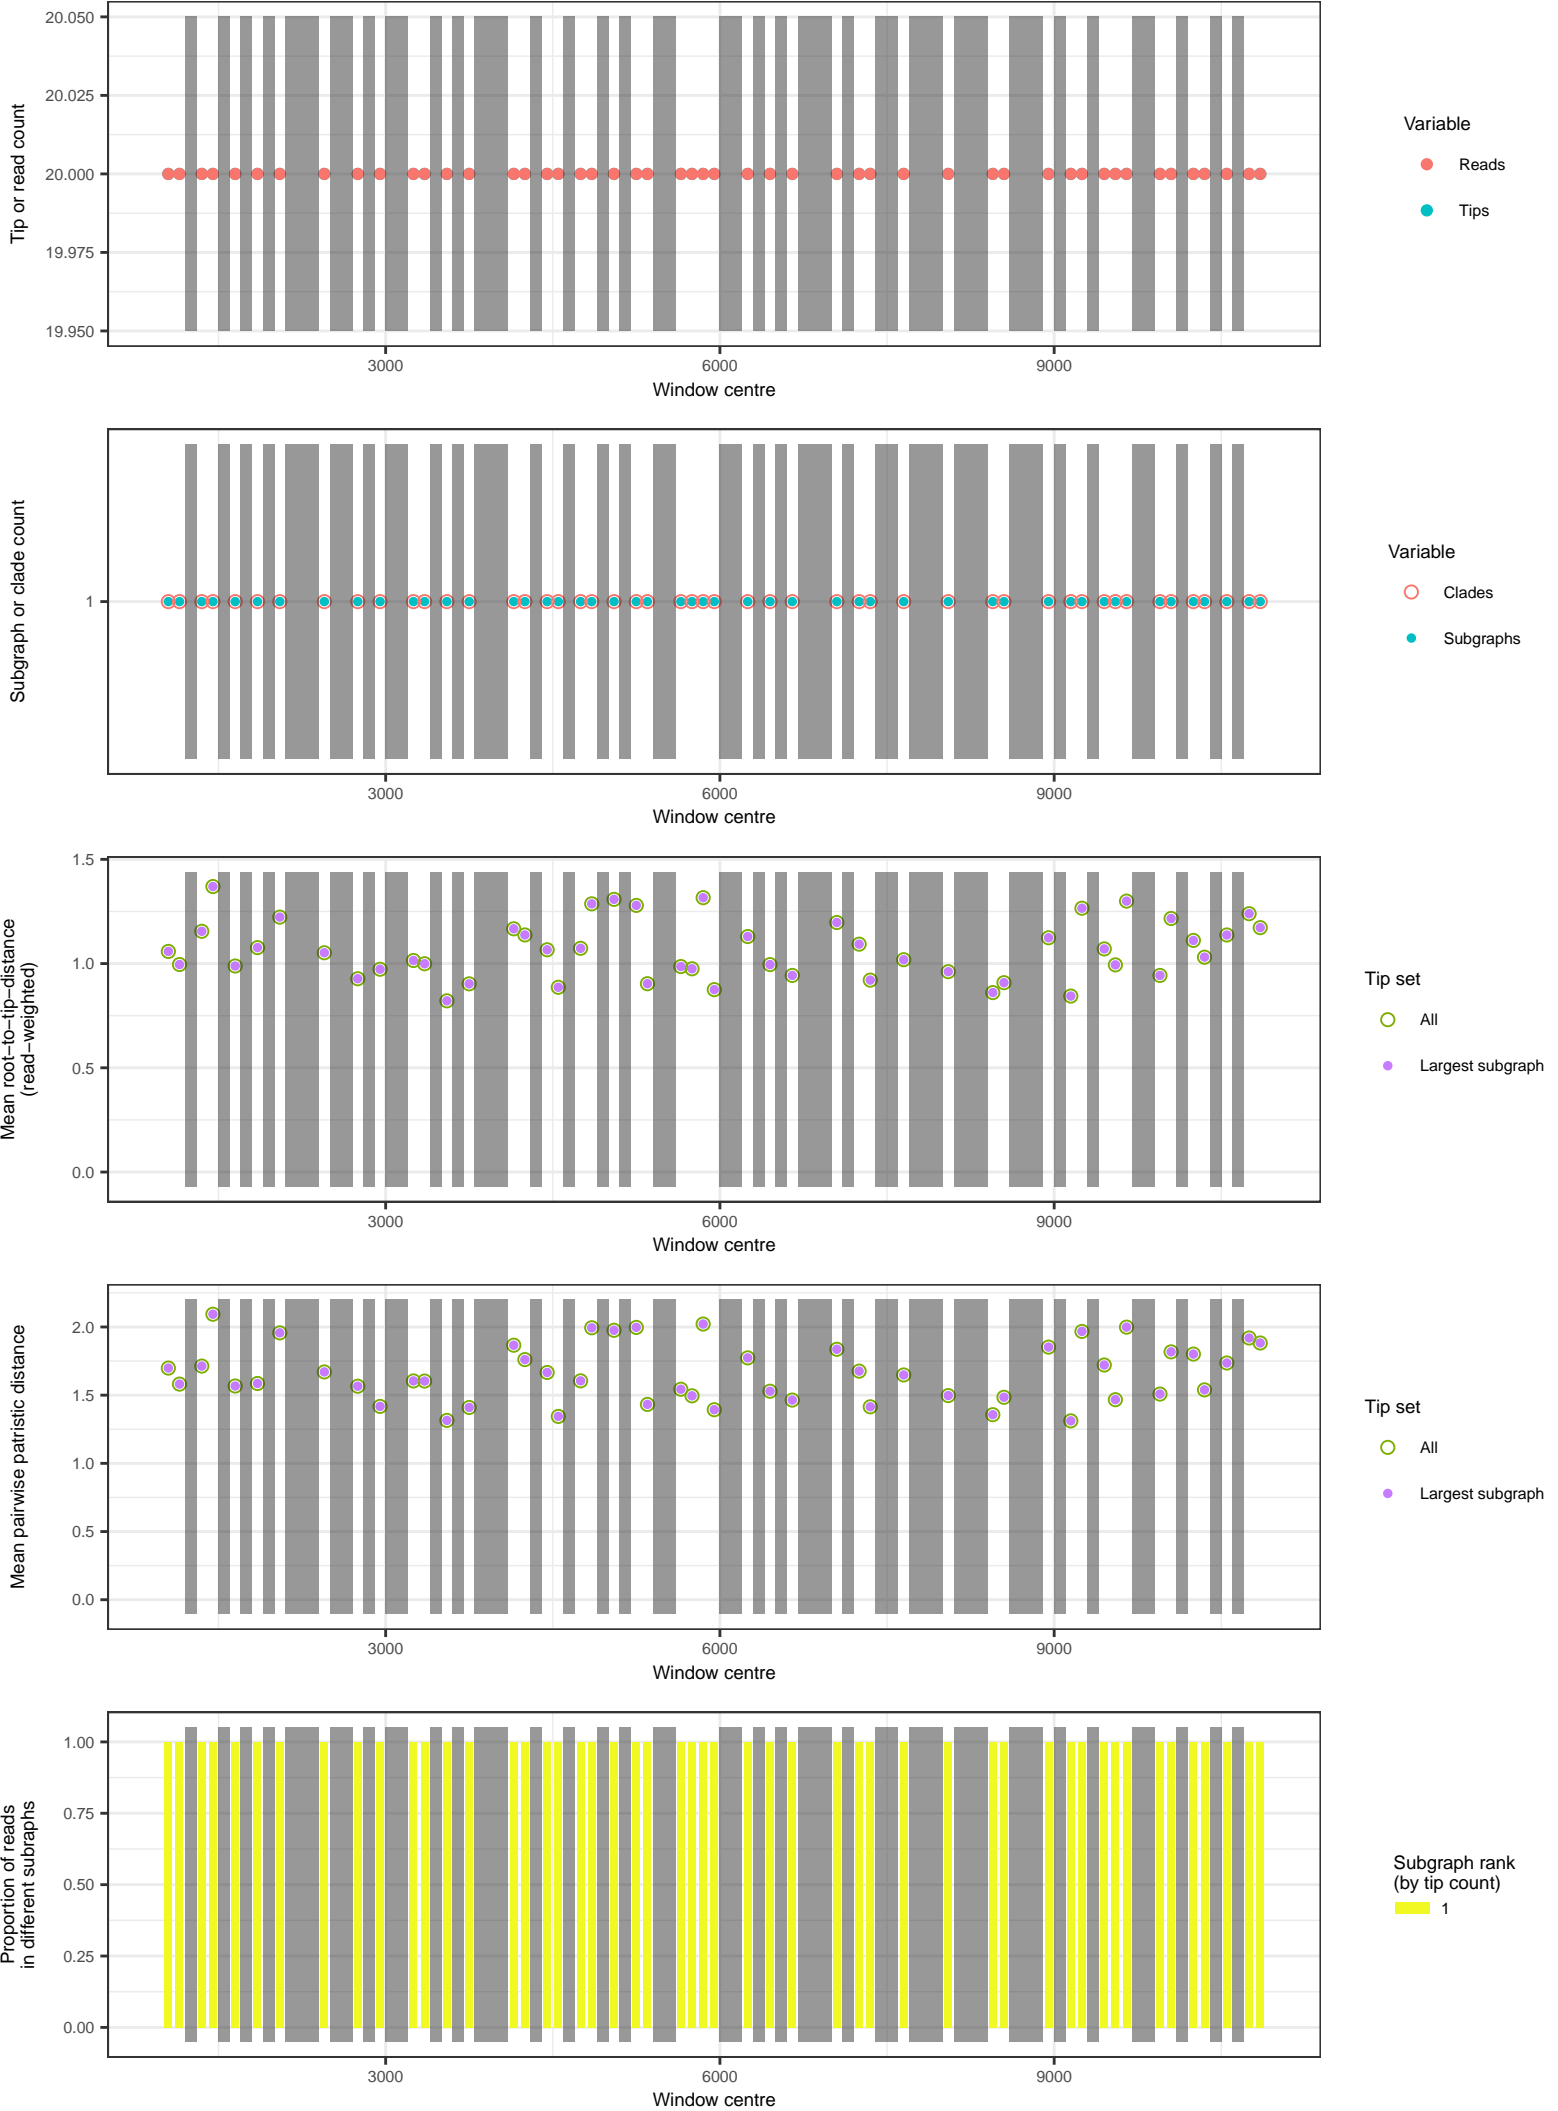 20.050
20.025
20.000
19.975
19.950
Tip or read count
3000
6000
9000
Window centre
Variable
Reads
Tips
1
Subgraph or clade count
3000
6000
9000
Window centre
Variable
Clades
Subgraphs
1.5
1.0
0.5
0.0
Mean root−to−tip−distance
(read−weighted)
3000
6000
9000
Window centre
Tip set
All
Largest subgraph
2.0
1.5
1.0
0.5
0.0
Mean pairwise patristic distance
3000
6000
9000
Window centre
Tip set
All
Largest subgraph
1.00
0.75
0.50
0.25
0.00
Proportion of reads
in different subraphs
3000
6000
9000
Window centre
Subgraph rank
(by tip count)
1